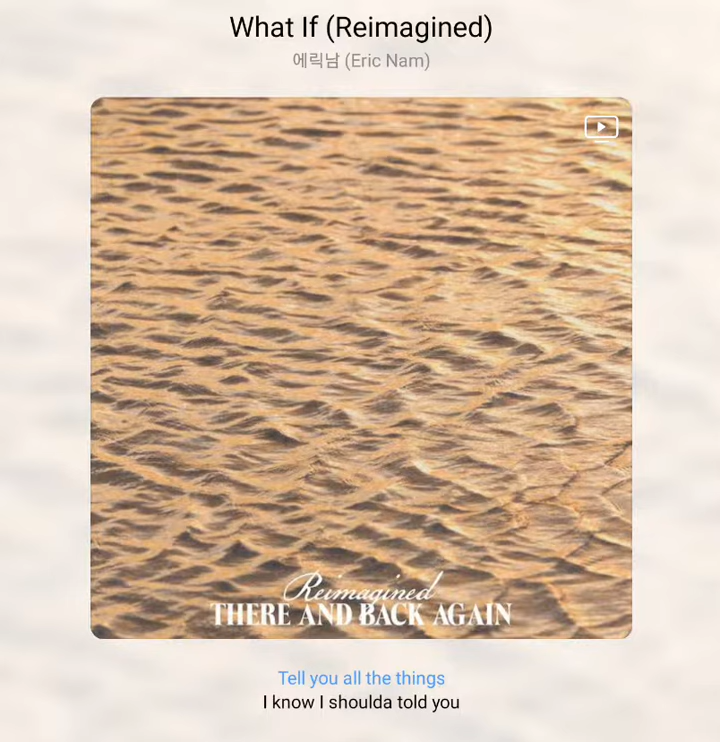 What If (Reimagined)
에릭남 (Eric Nam)
Reimagined
THERE AND BACK AGAIN
Tell you all the things
I know I shoulda told you